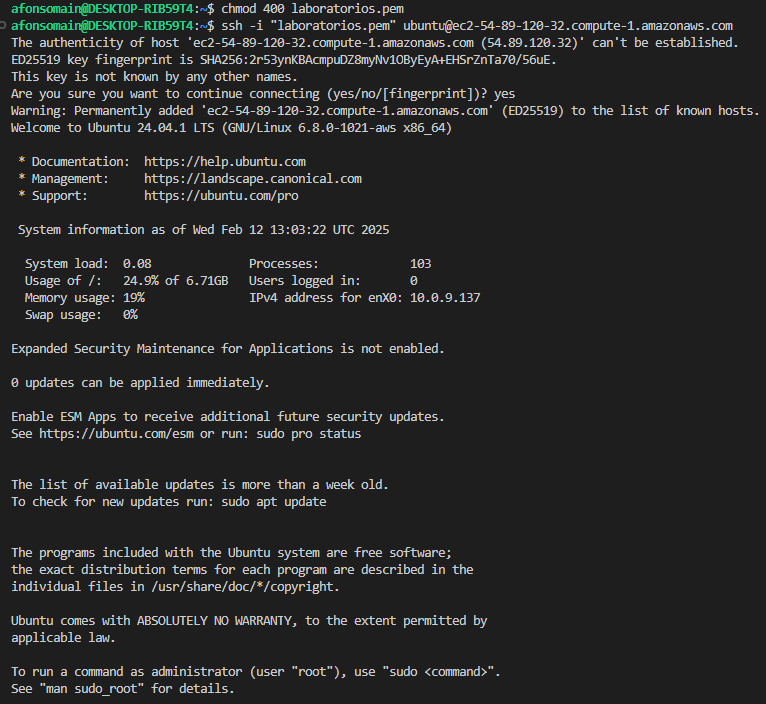 afonsomain@DESKTOP-RIB59T4:~$ chmod 400 laboratorios.pem
afonsomain@DESKTOP-RIB59T4:~$ ssh -i "laboratorios.pem" ubuntu@ec2-54-89-120-32.compute-1.amazonaws.com
The authenticity of host 'ec2-54-89-120-32.compute-1.amazonaws.com (54.89.120.32)' can't be established.
ED25519 key fingerprint is SHA256:2r53ynKBAcmpuDZ8myNv1OByEyA+EHSrZnTa70/56uE.
This key is not known by any other names.
Are you sure you want to continue connecting (yes/no/[fingerprint])? yes
Warning: Permanently added 'ec2-54-89-120-32.compute-1.amazonaws.com' (ED25519) to the list of known hosts.
Welcome to Ubuntu 24.04.1 LTS (GNU/Linux 6.8.0-1021-aws x86_64)
* Documentation:  https://help.ubuntu.com
* Management:     https://landscape.canonical.com
* Support:        https://ubuntu.com/pro
System information as of Wed Feb 12 13:03:22 UTC 2025
System load:  0.08              Processes:             103
Usage of /:   24.9% of 6.71GB   Users logged in:       0
Memory usage: 19%               IPv4 address for enX0: 10.0.9.137
Swap usage:   0%
Expanded Security Maintenance for Applications is not enabled.
0 updates can be applied immediately.
Enable ESM Apps to receive additional future security updates.
See https://ubuntu.com/esm or run: sudo pro status
The list of available updates is more than a week old.
To check for new updates run: sudo apt update
The programs included with the Ubuntu system are free software;
the exact distribution terms for each program are described in the
individual files in /usr/share/doc/*/copyright.
Ubuntu comes with ABSOLUTELY NO WARRANTY, to the extent permitted by
applicable law.
To run a command as administrator (user "root"), use "sudo <command>".
See "man sudo_root" for details.